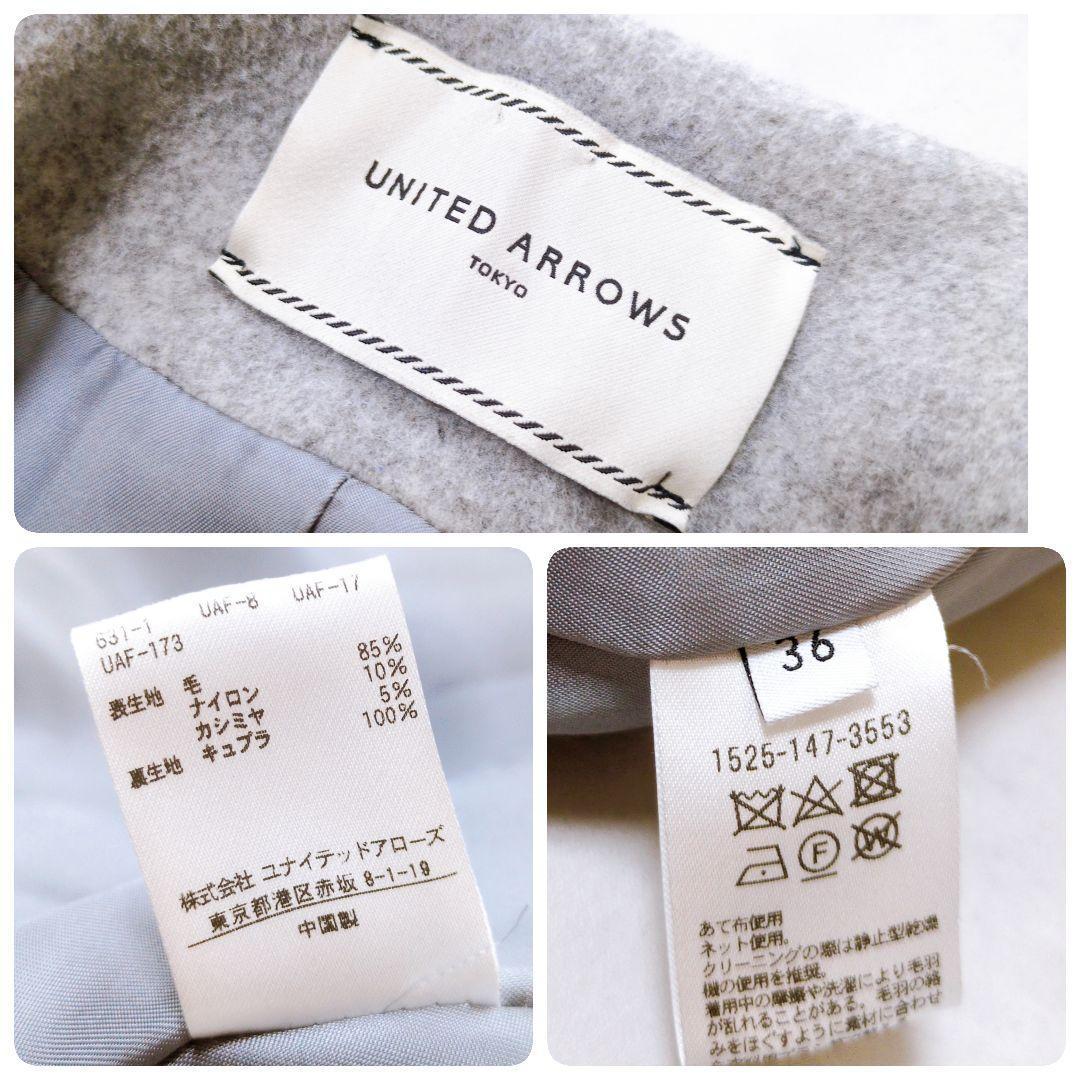 UNITED ARROWS
TOKYO
631-1 UAF-8 UAF-17
UAF-173
表生地 毛 85%
ナイロン 10%
カシミヤ 5%
裏生地 キュプラ 100%
株式会社 ユナイテッドアローズ
東京都港区赤坂 8-1-19
中国製
36
1525-147-3553
F
W
あて布使用
ネット使用。
クリーニングの際は静止型乾燥
機の使用を推奨。
着用中の摩擦や洗濯により毛羽
が乱れることがある。毛羽の絡
みをほぐすように素材に合わせ